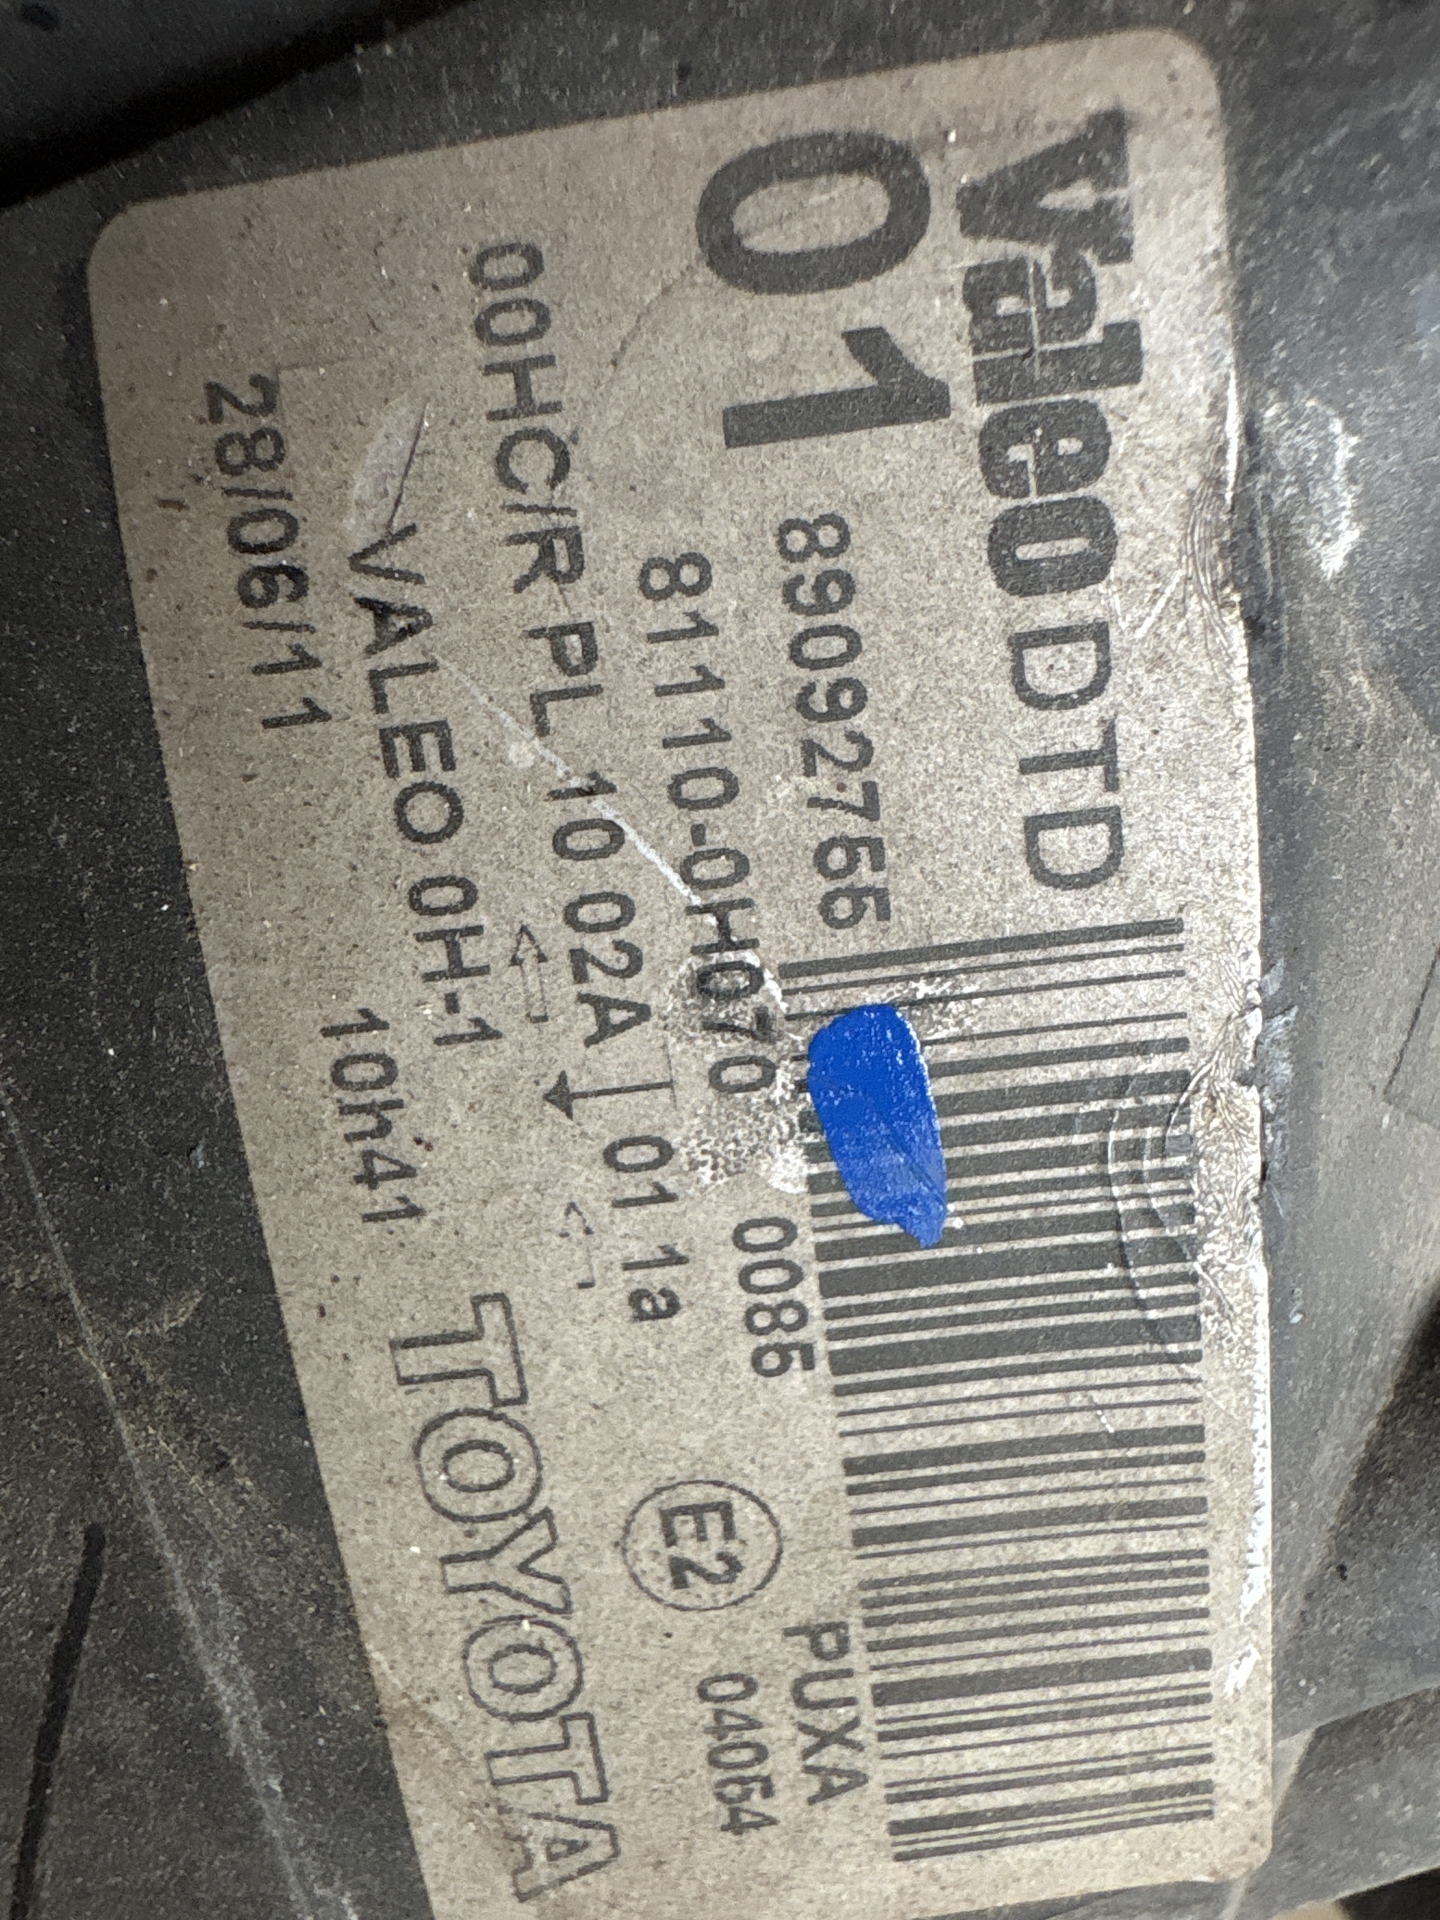 valeo DTD
01 89092755 PUXA
81110-0H070 0085 E2 04054
00HC/R PL 10 02A 01 1a
VALEO 0H-1 TOYOTA
28/06/11 10h41